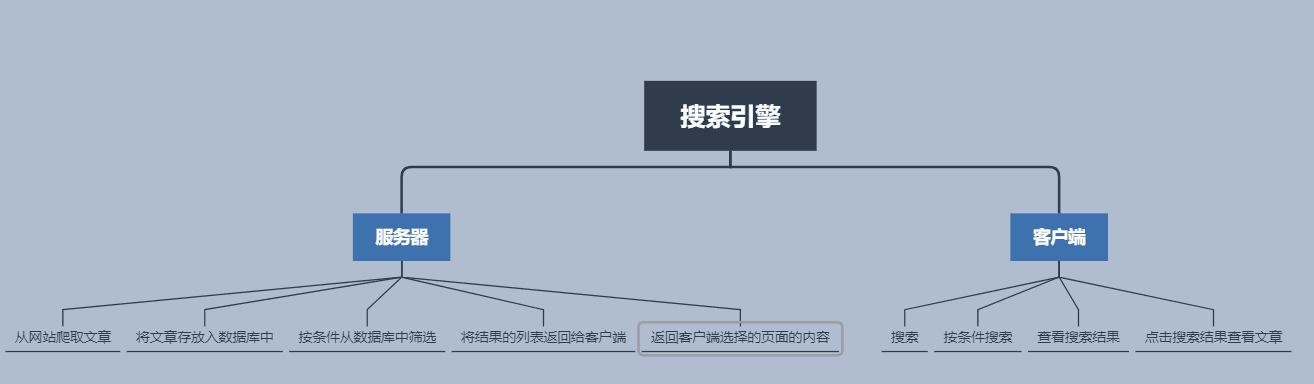 搜索引擎
服务器
客户端
从网站爬取文章
将文章存放入数据库中
按条件从数据库中筛选
将结果的列表返回给客户端
返回客户端选择的页面的内容
搜索
按条件搜索
查看搜索结果
点击搜索结果查看文章